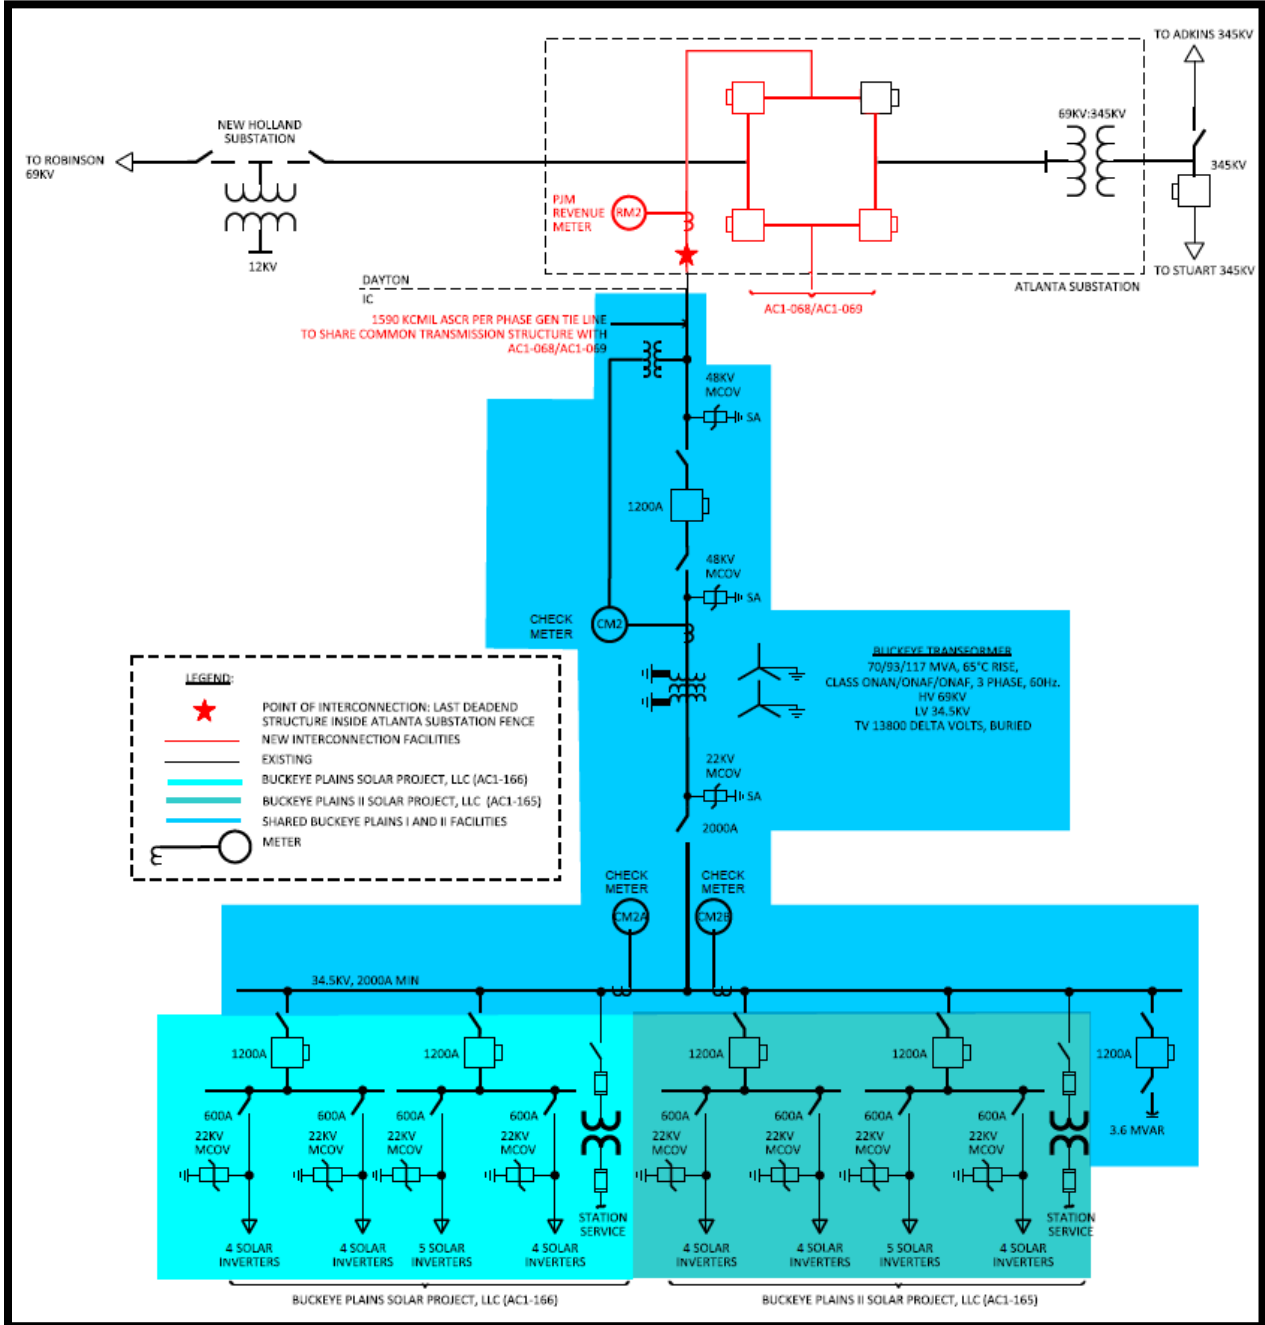 TO ADKINS 345KV
NEW HOLLAND
SUBSTATION
69KV:345KV
TO ROBINSON
69KV
345KV
PJM
REVENUE
METER
RM2
12KV
TO STUART 345KV
DAYTON
IC
ATLANTA SUBSTATION
AC1-068/AC1-069
1590 KCMIL ASCR PER PHASE GEN TIE LINE
TO SHARE COMMON TRANSMISSION STRUCTURE WITH
AC1-068/AC1-069
48KV
MCOV
SA
1200A
48KV
MCOV
SA
CHECK
METER
CM2
BUCKEYE TRANSFORMER
70/93/117 MVA, 65°C RISE,
CLASS ONAN/ONAF/ONAF, 3 PHASE, 60Hz.
HV 69KV
LV 34.5KV
TV 13800 DELTA VOLTS, BURIED
LEGEND:
POINT OF INTERCONNECTION: LAST DEADEND
STRUCTURE INSIDE ATLANTA SUBSTATION FENCE
NEW INTERCONNECTION FACILITIES
EXISTING
BUCKEYE PLAINS SOLAR PROJECT, LLC (AC1-166)
BUCKEYE PLAINS II SOLAR PROJECT, LLC (AC1-165)
SHARED BUCKEYE PLAINS I AND II FACILITIES
METER
22KV
MCOV
SA
2000A
CHECK
METER
CM2A
CHECK
METER
CM2B
34.5KV, 2000A MIN
1200A
1200A
1200A
1200A
1200A
600A
600A
600A
600A
600A
600A
600A
600A
3.6 MVAR
22KV
MCOV
22KV
MCOV
22KV
MCOV
22KV
MCOV
22KV
MCOV
22KV
MCOV
22KV
MCOV
22KV
MCOV
STATION
SERVICE
STATION
SERVICE
4 SOLAR
INVERTERS
4 SOLAR
INVERTERS
5 SOLAR
INVERTERS
4 SOLAR
INVERTERS
4 SOLAR
INVERTERS
4 SOLAR
INVERTERS
5 SOLAR
INVERTERS
4 SOLAR
INVERTERS
BUCKEYE PLAINS SOLAR PROJECT, LLC (AC1-166)
BUCKEYE PLAINS II SOLAR PROJECT, LLC (AC1-165)